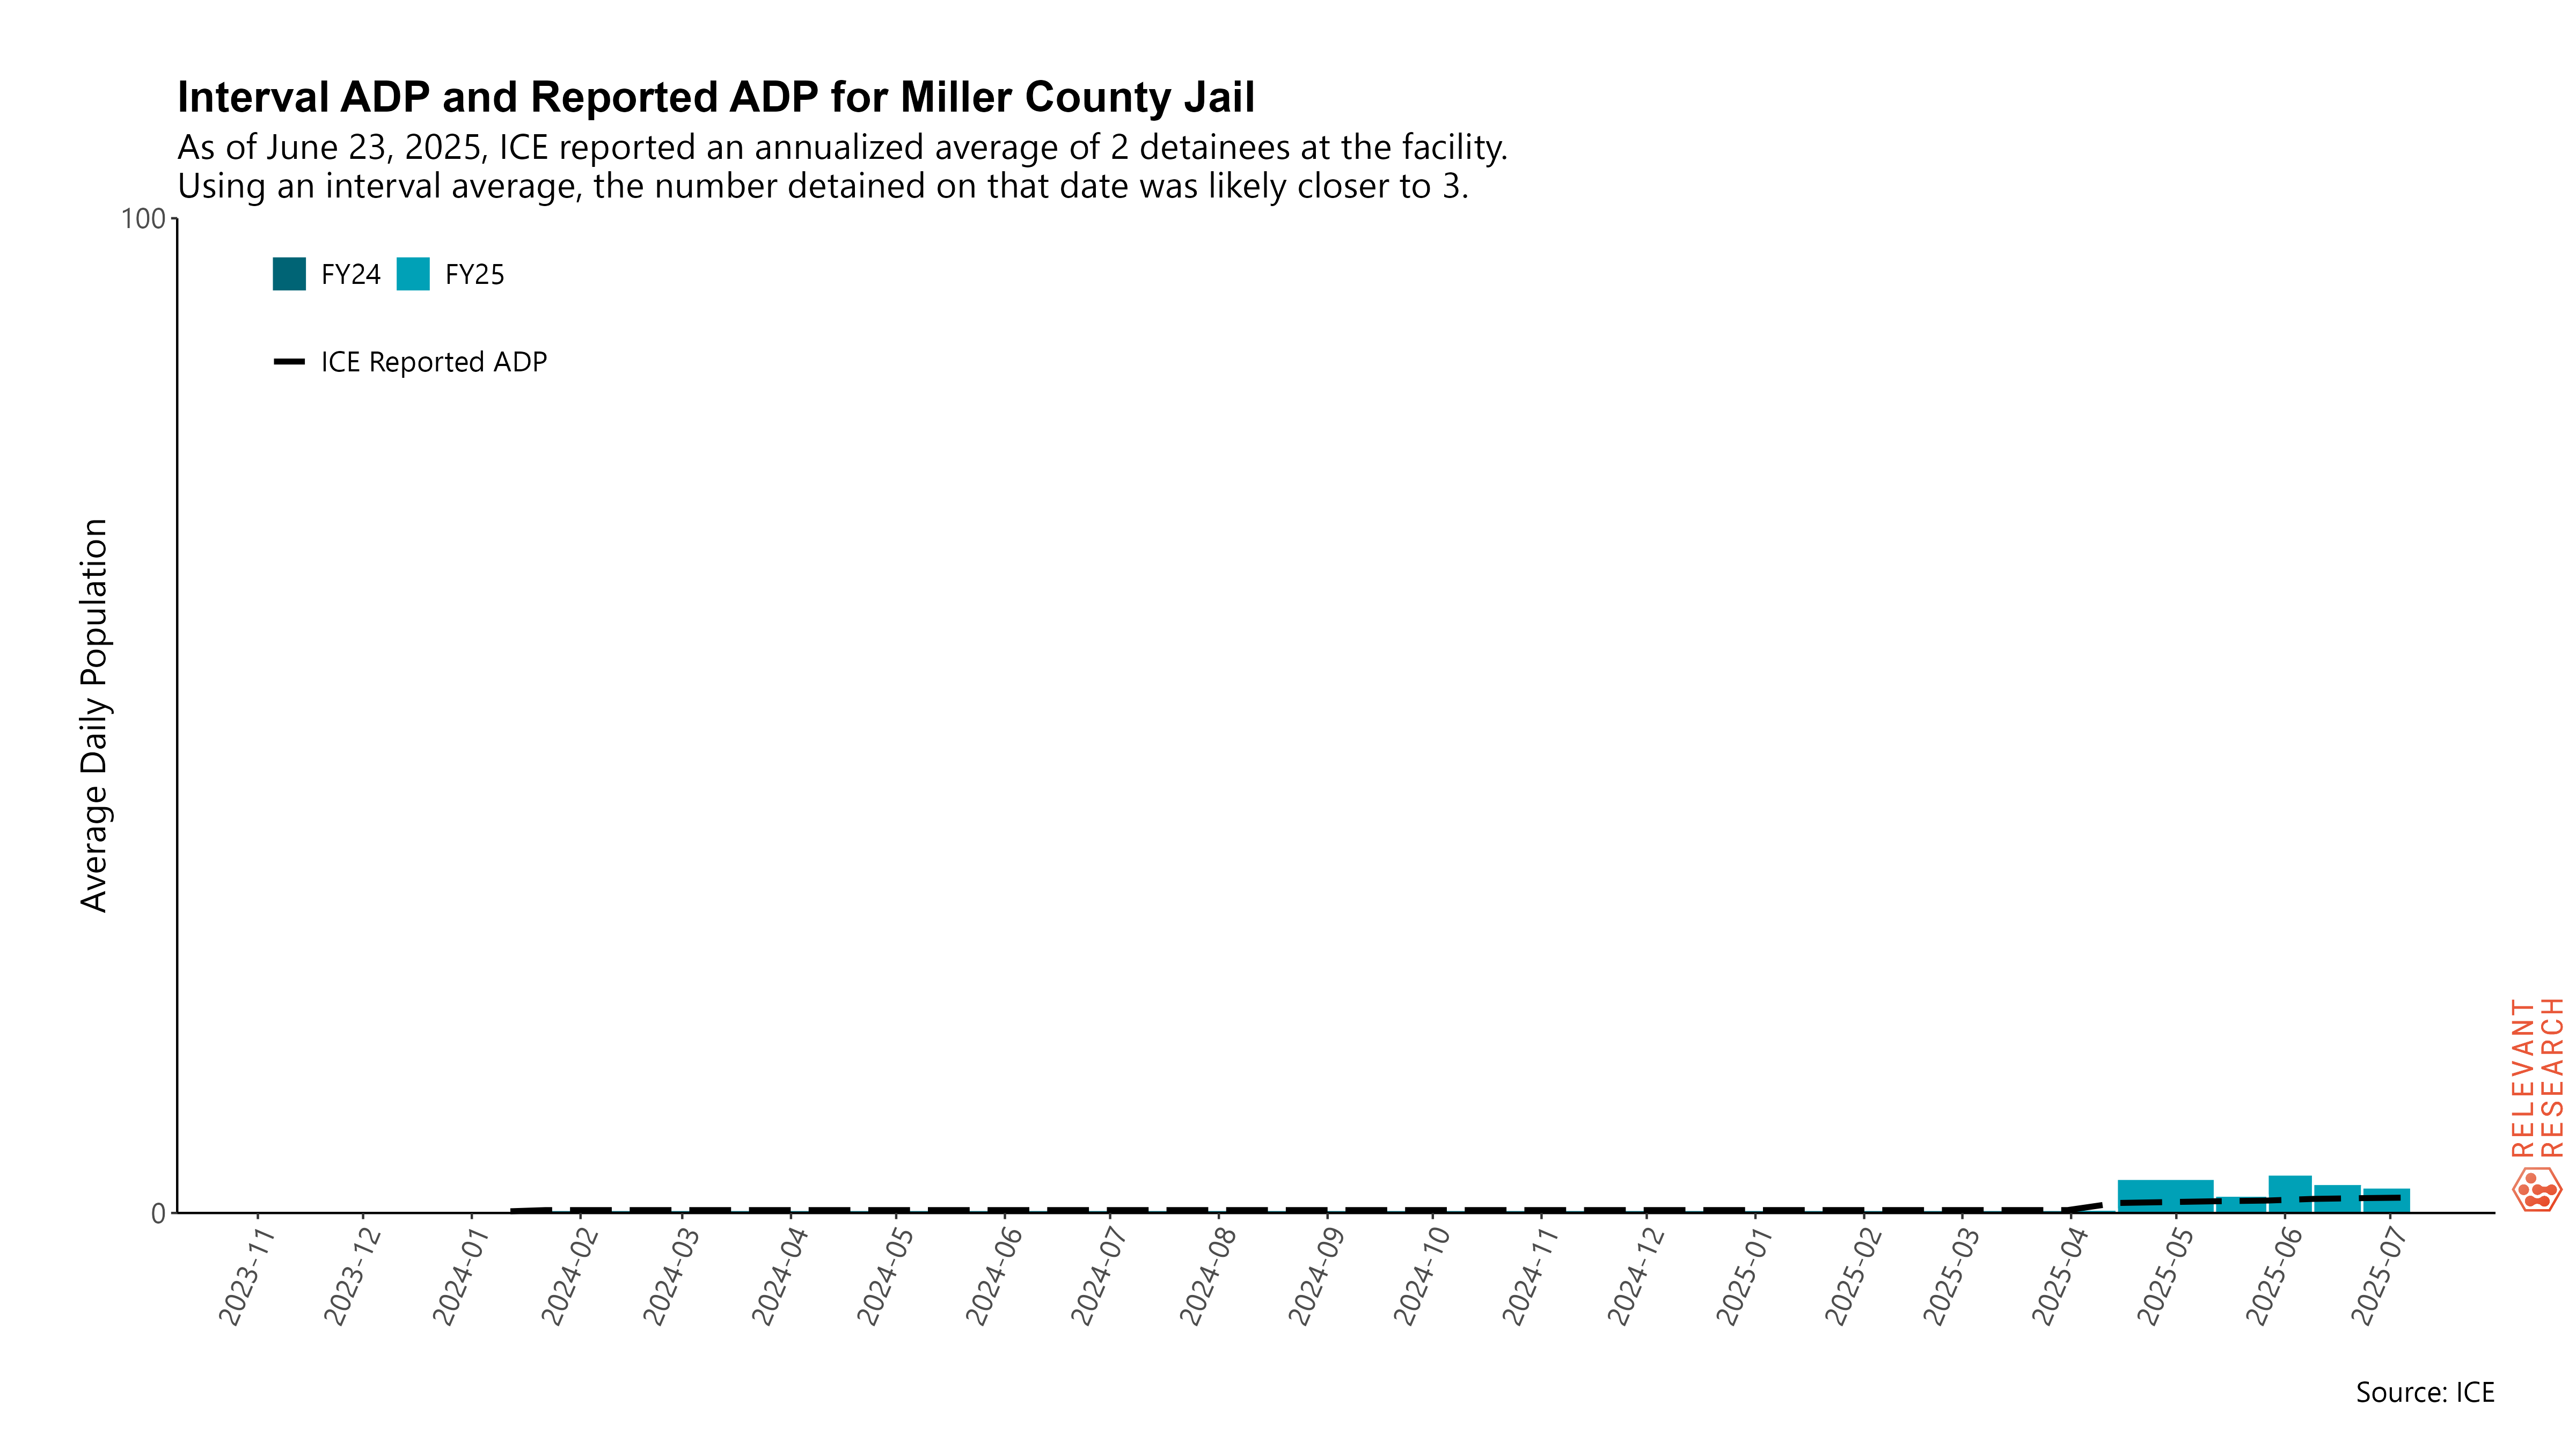 Interval ADP and Reported ADP for Miller County Jail
As of June 23, 2025, ICE reported an annualized average of 2 detainees at the facility.
Using an interval average, the number detained on that date was likely closer to 3.
100
FY24 FY25
ICE Reported ADP
Average Daily Population
0
2023-11
2023-12
2024-01
2024-02
2024-03
2024-04
2024-05
2024-06
2024-07
2024-08
2024-09
2024-10
2024-11
2024-12
2025-01
2025-02
2025-03
2025-04
2025-05
2025-06
2025-07
RELEVANT
RESEARCH
Source: ICE